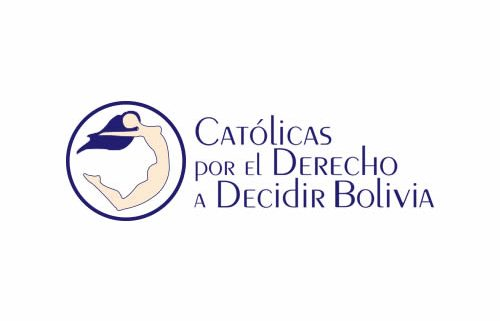 Católicas
por el Derecho
a Decidir Bolivia